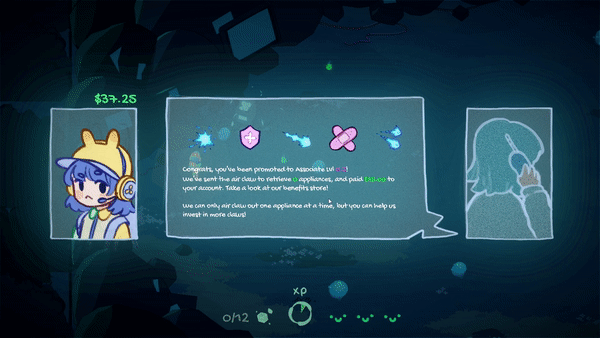 $37.25
Congrats, you've been promoted to Associate LV!
We've sent the air claw to retrieve 0 appliances, and paid to
your account. Take a look at our benefits store!
We can only air claw out one appliance at a time, but you can help us
invest in more claws!
XP
0/12